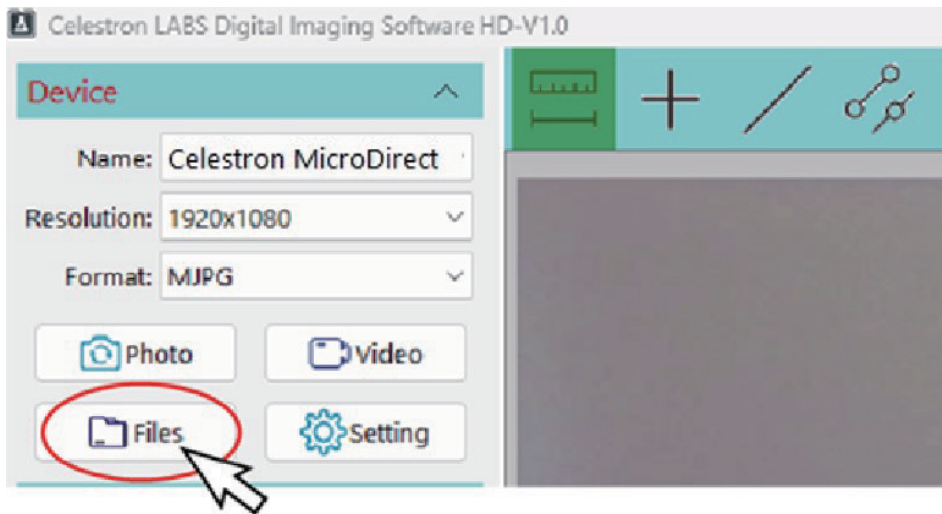 Celestron LABS Digital Imaging Software HD-V1.0
Device
Name: Celestron MicroDirect
Resolution: 1920x1080
Format: MJPG
Photo Video
Files Setting